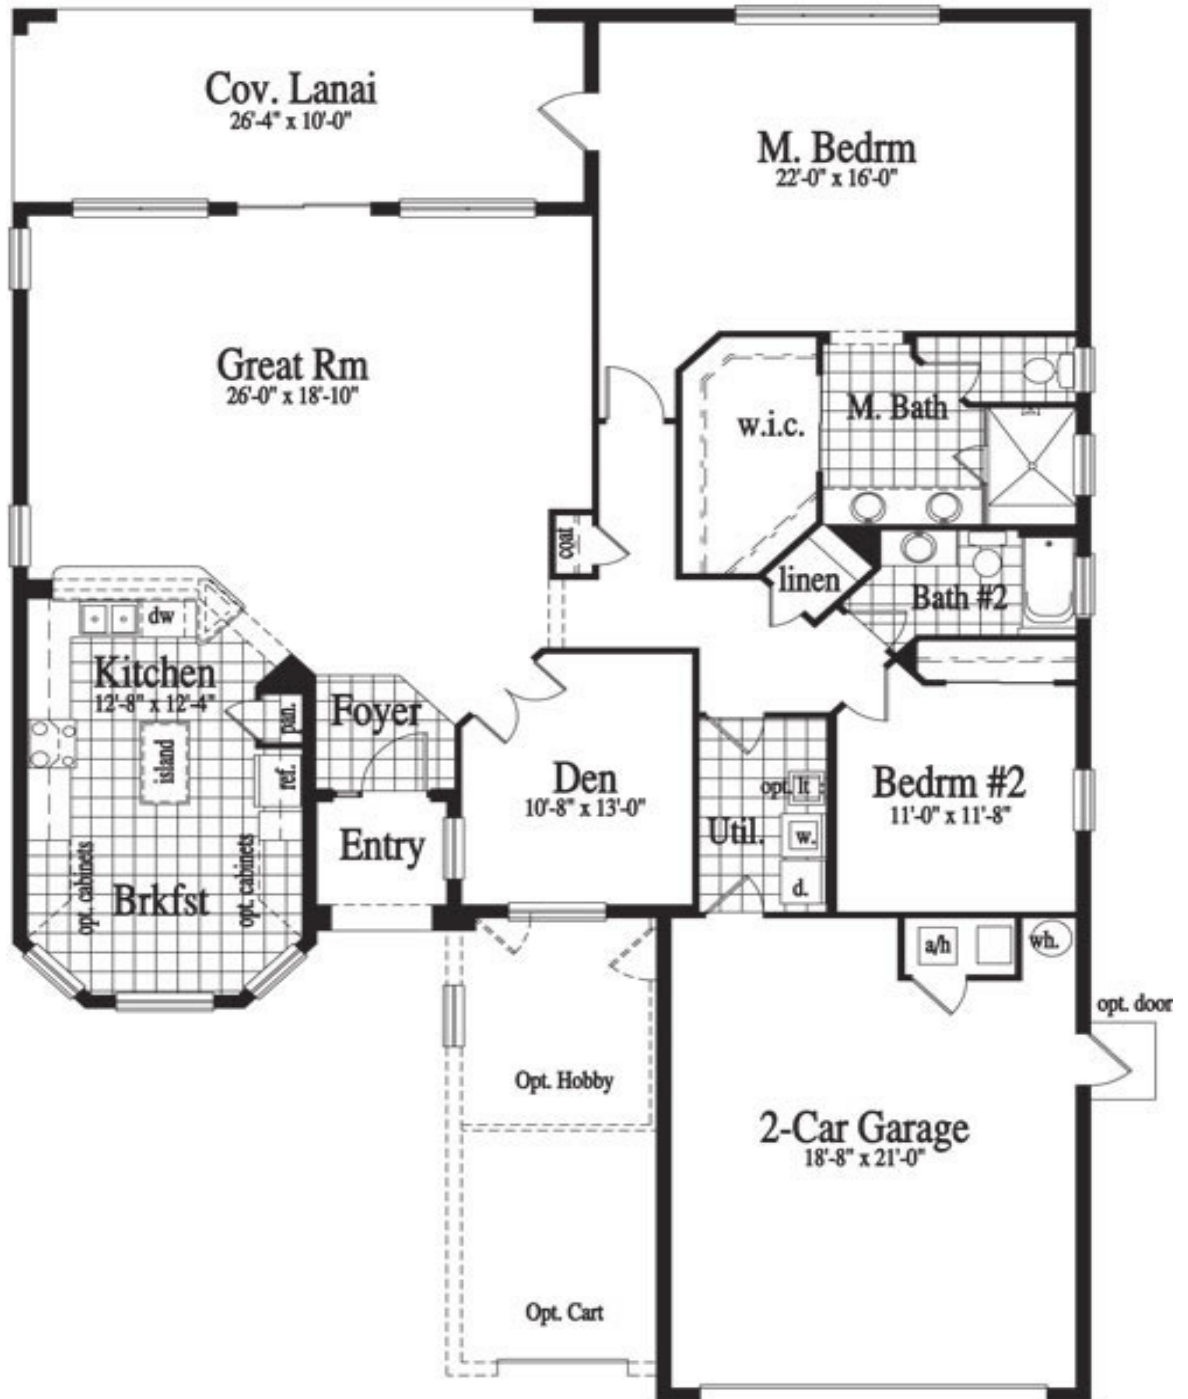 Cov. Lanai
26'-4" x 10'-0"
M. Bedrm
22'-0" x 16'-0"
Great Rm
26'-0" x 18'-10"
w.i.c.
M. Bath
coat
linen
Bath #2
dw
Kitchen
12'-8" x 12'-4"
pan.
island
ref.
Foyer
Entry
Den
10'-8" x 13'-0"
opt. lt
Util.
w.
d.
Bedrm #2
11'-0" x 11'-8"
opt. cabinets
Brkfst
opt. cabinets
a/h
wh.
opt. door
Opt. Hobby
2-Car Garage
18'-8" x 21'-0"
Opt. Cart